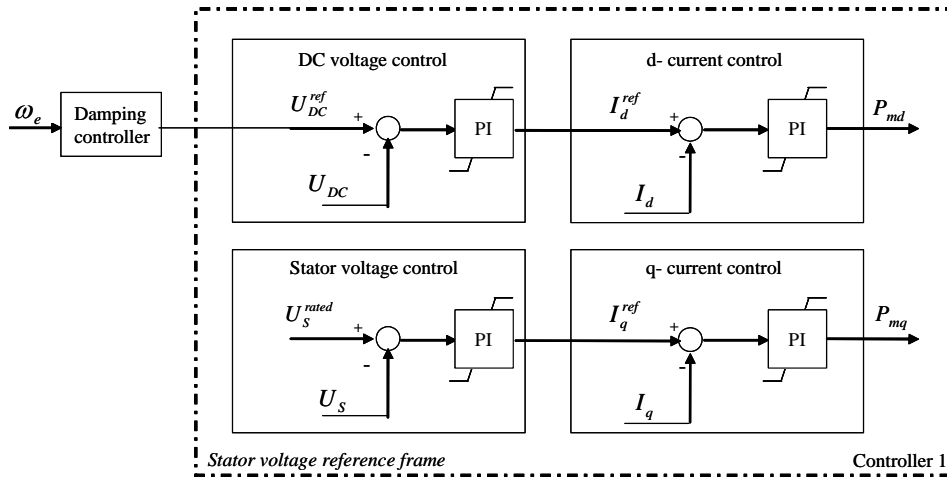 DC voltage control
d- current control
ω_e
Damping
controller
U_DC^ref
+
-
U_DC
PI
I_d^ref
+
-
I_d
PI
P_md
Stator voltage control
q- current control
U_S^rated
+
-
U_S
PI
I_q^ref
+
-
I_q
PI
P_mq
Stator voltage reference frame
Controller 1